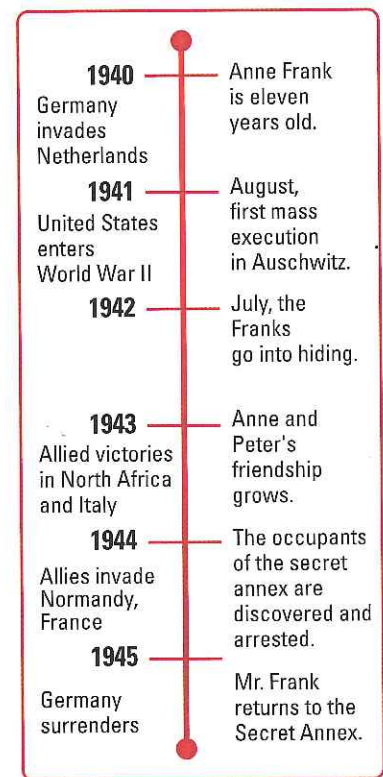 1940
Germany
invades
Netherlands
Anne Frank
is eleven
years old.
1941
United States
enters
World War II
August,
first mass
execution
in Auschwitz.
1942
July, the
Franks
go into hiding.
1943
Allied victories
in North Africa
and Italy
Anne and
Peter's
friendship
grows.
1944
Allies invade
Normandy,
France
The occupants
of the secret
annex are
discovered and
arrested.
1945
Germany
surrenders
Mr. Frank
returns to the
Secret Annex.